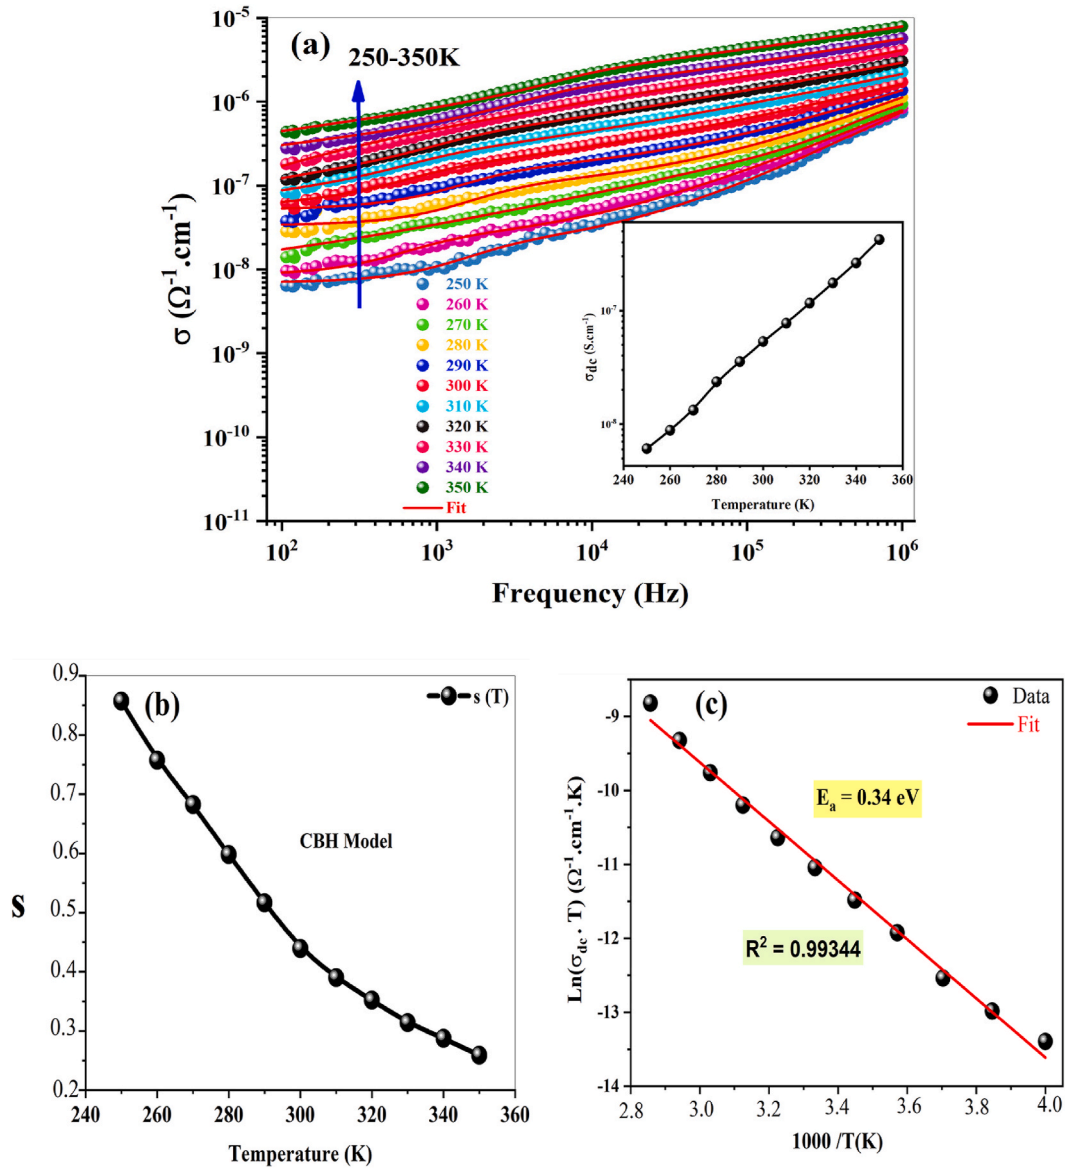 (a)
250-350K
10⁻⁵
10⁻⁶
10⁻⁷
10⁻⁸
10⁻⁹
10⁻¹⁰
10⁻¹¹
σ (Ω⁻¹.cm⁻¹)
250 K
260 K
270 K
280 K
290 K
300 K
310 K
320 K
330 K
340 K
350 K
Fit
10² 10³ 10⁴ 10⁵ 10⁶
Frequency (Hz)
σdc (S.cm⁻¹)
10⁻⁷
10⁻⁸
240 260 280 300 320 340 360
Temperature (K)
(b)
s (T)
CBH Model
s
0.9
0.8
0.7
0.6
0.5
0.4
0.3
0.2
240 260 280 300 320 340 360
Temperature (K)
(c)
Data
Fit
Eₐ = 0.34 eV
R² = 0.99344
Ln(σdc . T) (Ω⁻¹.cm⁻¹.K)
-9
-10
-11
-12
-13
-14
2.8 3.0 3.2 3.4 3.6 3.8 4.0
1000 /T(K)